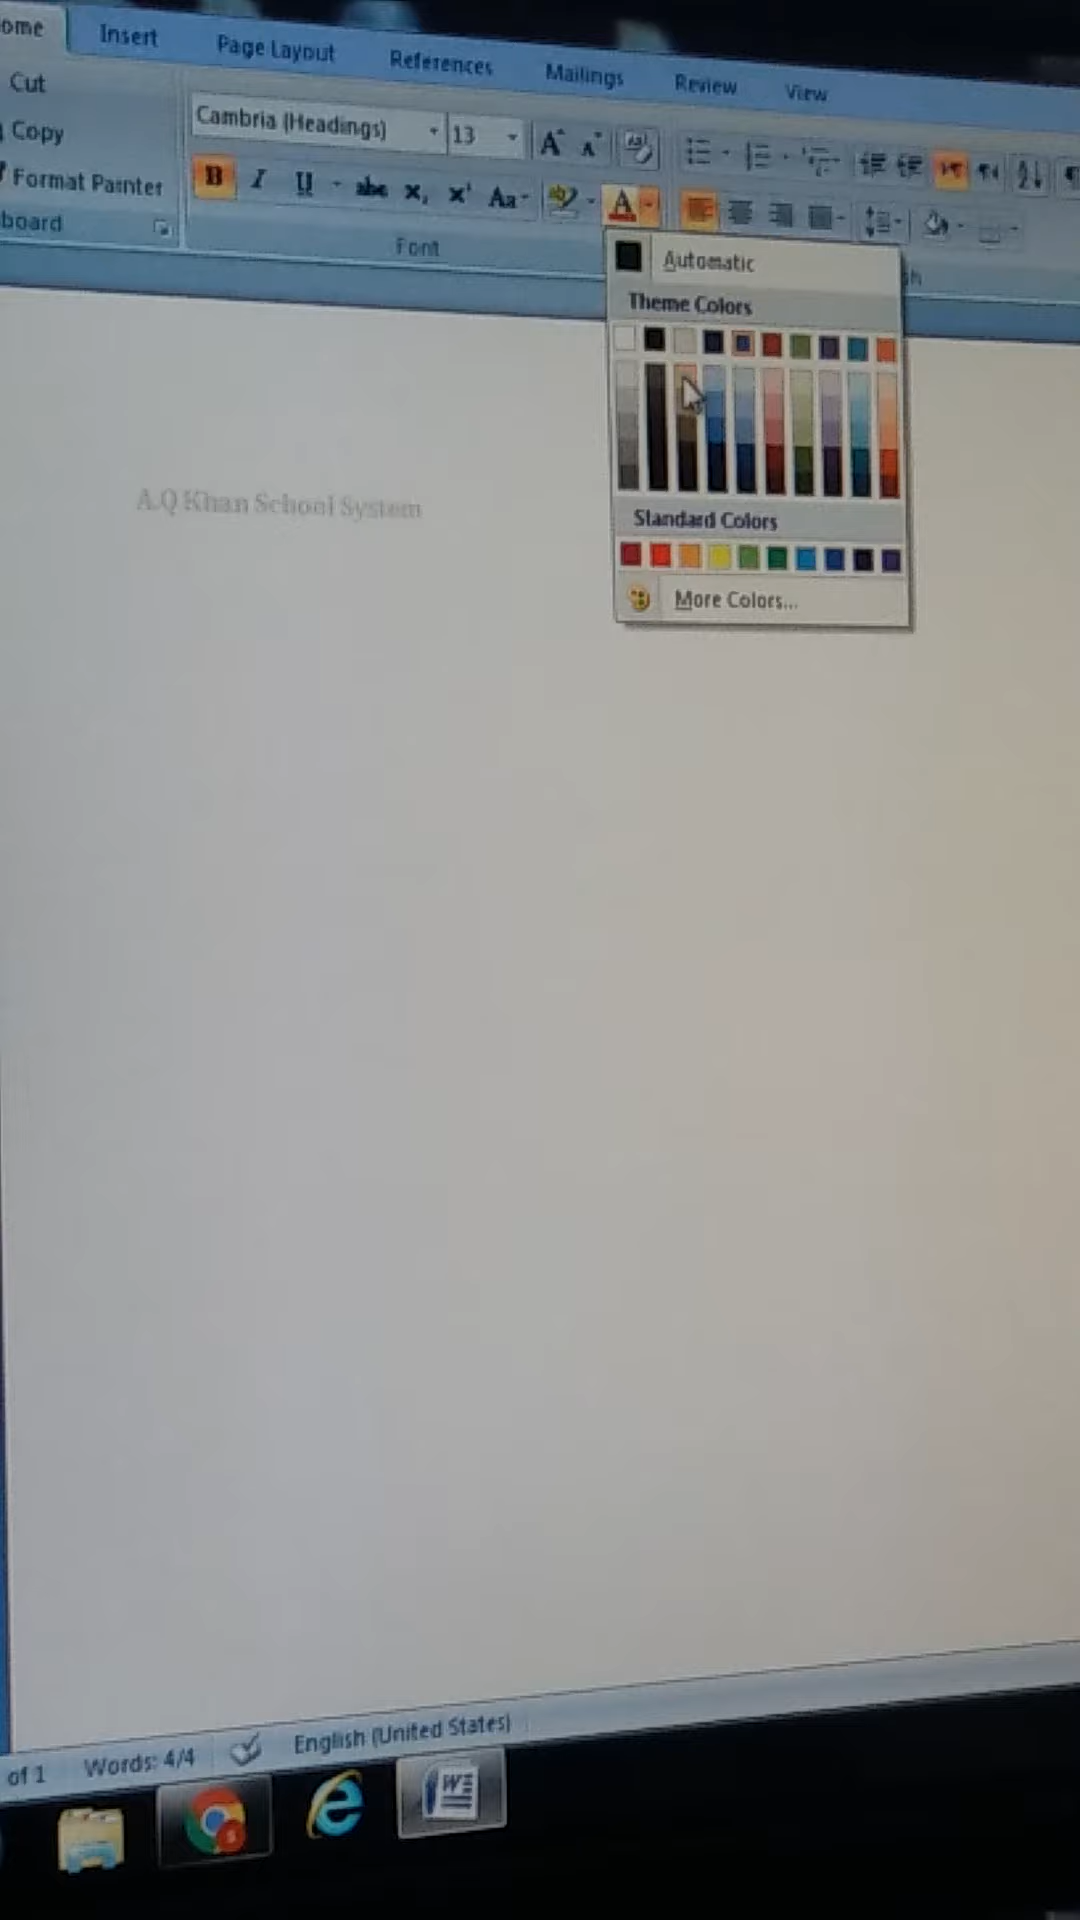 ome Insert Page Layout References Mailings Review View
Cut
Copy
Format Painter
board
Cambria (Headings) 13
Font
Automatic
Theme Colors
Standard Colors
More Colors...
A.Q Khan School System
of 1 Words: 4/4 English (United States)